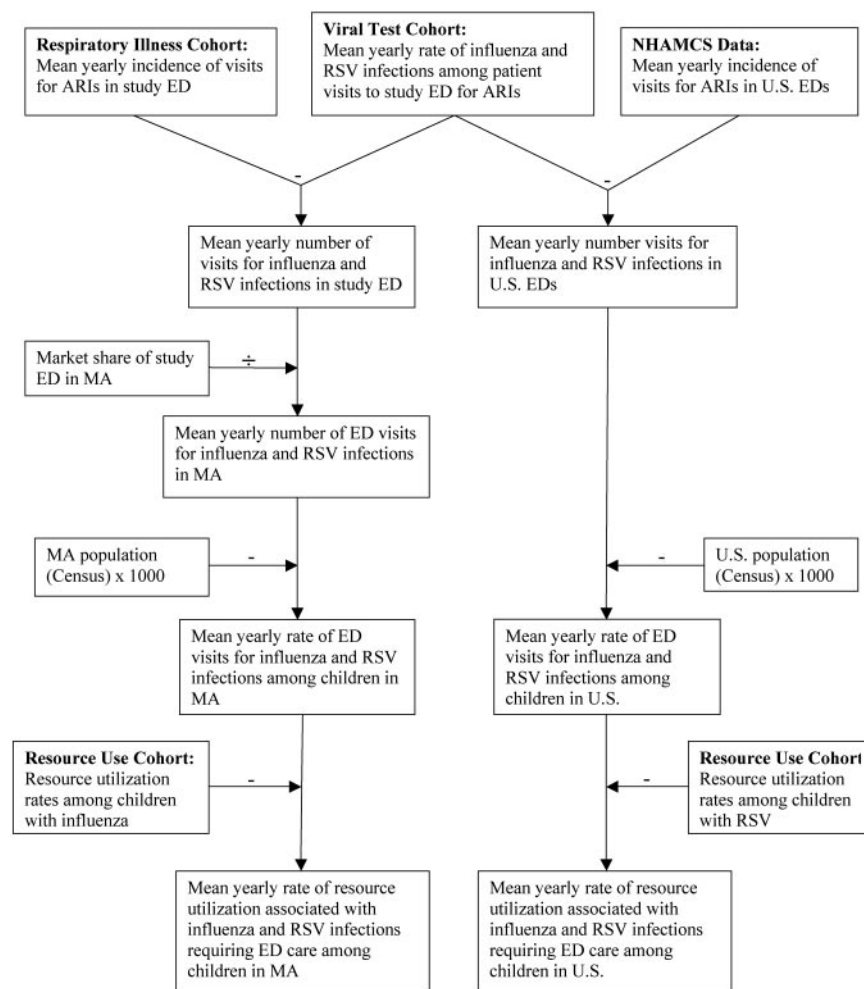 Respiratory Illness Cohort:
Mean yearly incidence of visits
for ARIs in study ED
Viral Test Cohort:
Mean yearly rate of influenza and
RSV infections among patient
visits to study ED for ARIs
NHAMCS Data:
Mean yearly incidence of
visits for ARIs in U.S. EDs
-
-
Mean yearly number of
visits for influenza and
RSV infections in study ED
Mean yearly number visits for
influenza and RSV infections in
U.S. EDs
Market share of study
ED in MA
÷
Mean yearly number of ED visits
for influenza and RSV infections
in MA
MA population
(Census) x 1000
-
-
U.S. population
(Census) x 1000
Mean yearly rate of ED
visits for influenza and RSV
infections among children in
MA
Mean yearly rate of ED
visits for influenza and
RSV infections among
children in U.S.
Resource Use Cohort:
Resource utilization
rates among children
with influenza
-
-
Resource Use Cohort
Resource utilization
rates among children
with RSV
Mean yearly rate of resource
utilization associated with
influenza and RSV infections
requiring ED care among
children in MA
Mean yearly rate of resource
utilization associated with
influenza and RSV infections
requiring ED care among
children in U.S.